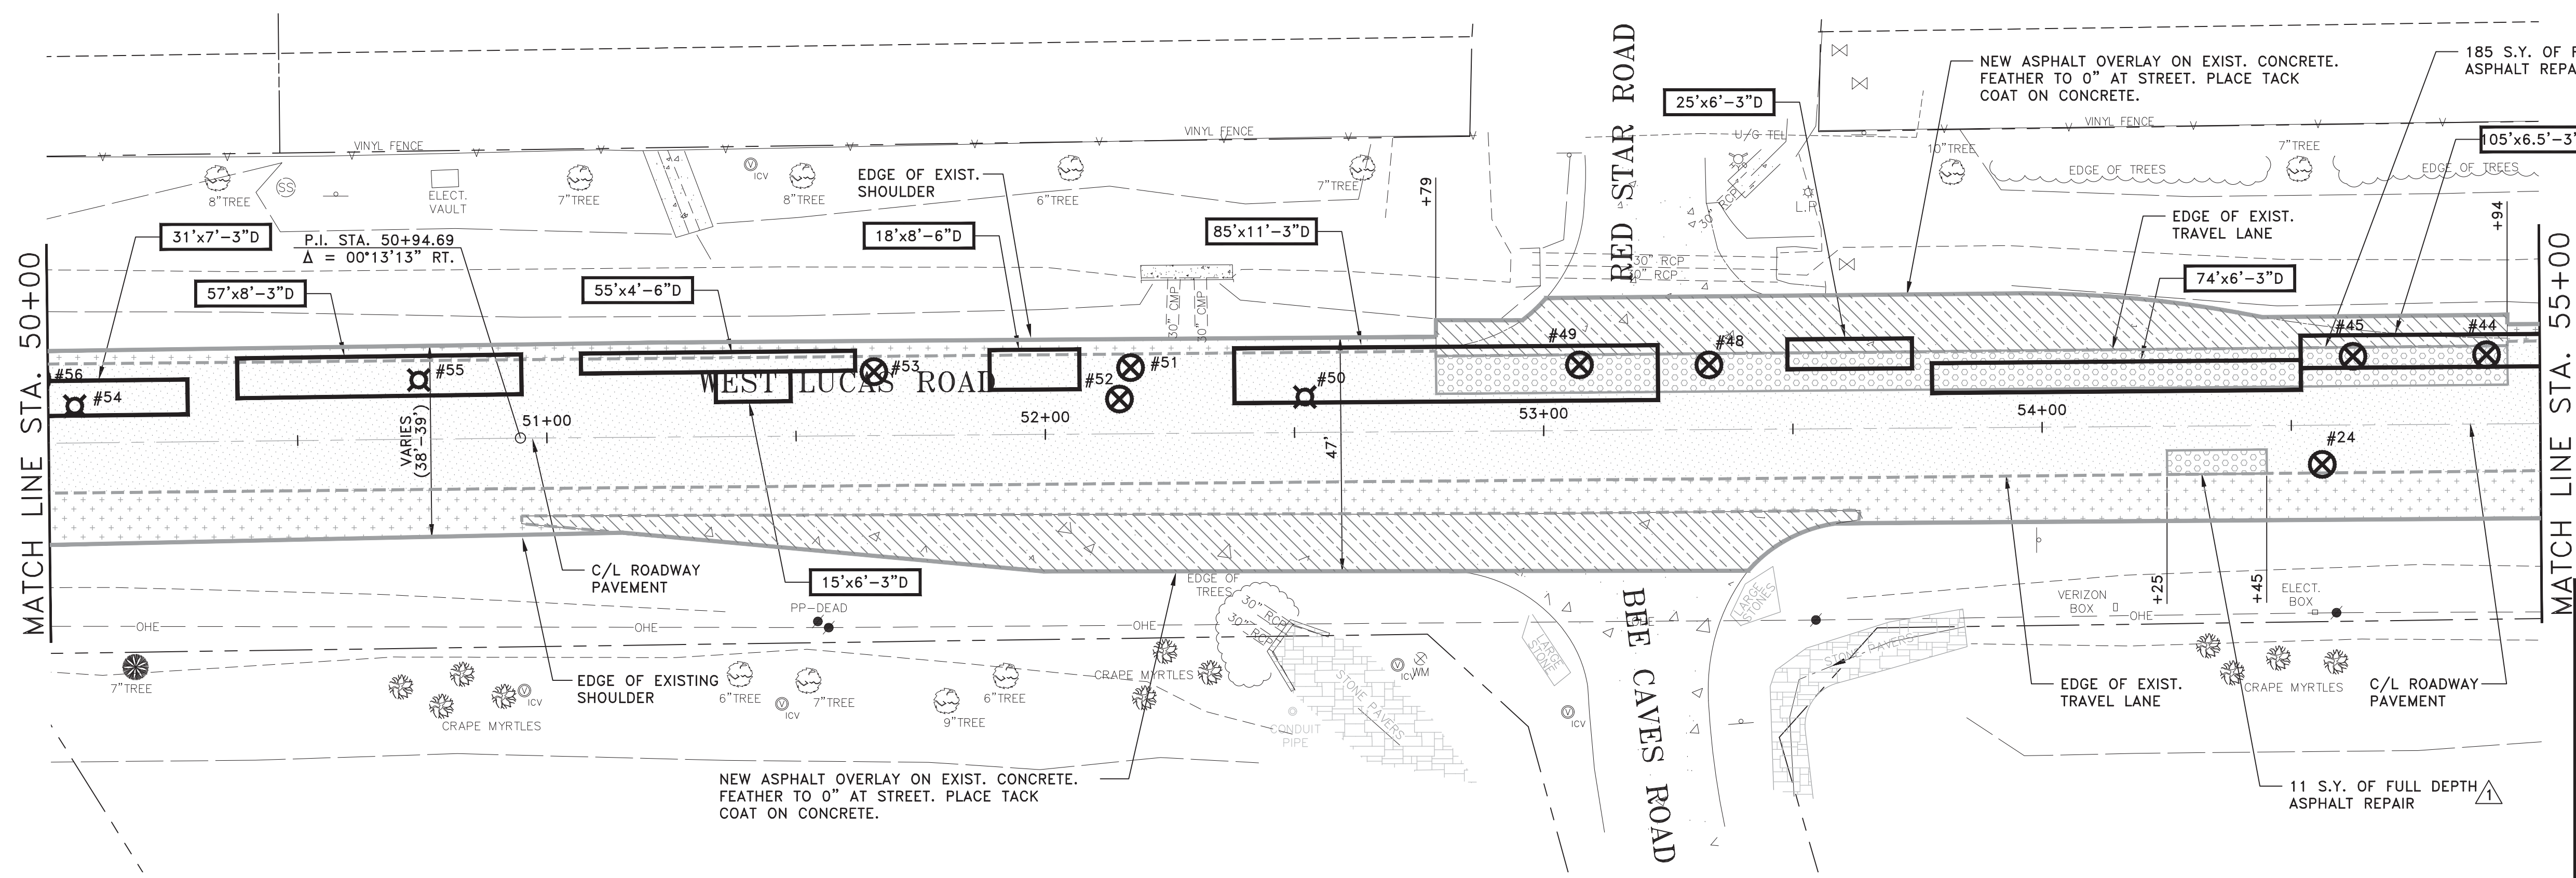 RED STAR ROAD
NEW ASPHALT OVERLAY ON EXIST. CONCRETE.
FEATHER TO 0" AT STREET. PLACE TACK
COAT ON CONCRETE.
185 S.Y. OF
25'x6'-3"D
VINYL FENCE
VINYL FENCE
VINYL FENCE
U/G TEL
105'x6.5'-3"
8"TREE
SS
ELECT.
VAULT
7"TREE
ICV
8"TREE
EDGE OF EXIST.
SHOULDER
6"TREE
7"TREE
+79
30" RCP
L.P.
10"TREE
EDGE OF TREES
7"TREE
EDGE OF TREES
+94
31'x7'-3"D
P.I. STA. 50+94.69
Δ = 00°13'13" RT.
18'x8'-6"D
85'x11'-3"D
EDGE OF EXIST.
TRAVEL LANE
57'x8'-3"D
55'x4'-6"D
30" CMP
30" CMP
30" RCP
30" RCP
74'x6'-3"D
MATCH LINE STA. 50+00
MATCH LINE STA. 55+00
#56
#54
#55
WEST LUCAS ROAD
#53
#52
#51
#50
#49
#48
#45
#44
51+00
52+00
53+00
54+00
VARIES
(38'-39')
47'
#24
C/L ROADWAY
PAVEMENT
15'x6'-3"D
EDGE OF
TREES
BEE CAVES ROAD
LARGE
STONES
+25
+45
VERIZON
BOX
ELECT.
BOX
OHE
OHE
PP-DEAD
OHE
30" RCP
30" RCP
LARGE
STONE
OHE
7"TREE
CRAPE MYRTLES
ICV
EDGE OF EXISTING
SHOULDER
6"TREE
ICV
7"TREE
9"TREE
6"TREE
CRAPE MYRTLES
STONE PAVERS
CONDUIT
PIPE
ICV
WM
ICV
STONE PAVERS
EDGE OF EXIST.
TRAVEL LANE
CRAPE MYRTLES
C/L ROADWAY
PAVEMENT
NEW ASPHALT OVERLAY ON EXIST. CONCRETE.
FEATHER TO 0" AT STREET. PLACE TACK
COAT ON CONCRETE.
11 S.Y. OF FULL DEPTH
ASPHALT REPAIR
1